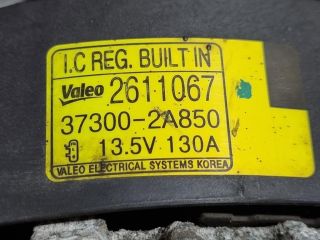 I.C REG. BUILT IN
Valeo 2611067
37300-2A850
13.5V 130A
VALEO ELECTRICAL SYSTEMS KOREA